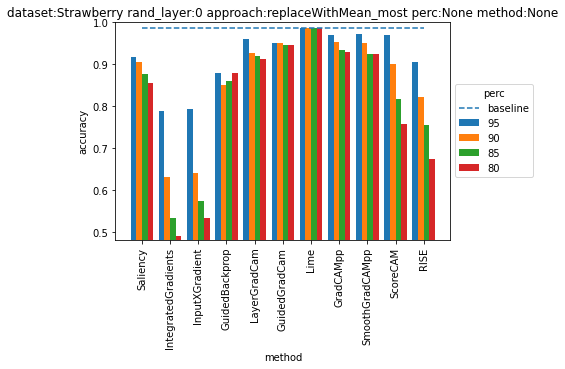 dataset:Strawberry rand_layer:0 approach:replaceWithMean_most perc:None method:None
accuracy
1.0
0.9
0.8
0.7
0.6
0.5
perc
baseline
95
90
85
80
Saliency
IntegratedGradients
InputXGradient
GuidedBackprop
LayerGradCam
GuidedGradCam
Lime
GradCAMpp
SmoothGradCAMpp
ScoreCAM
RISE
method